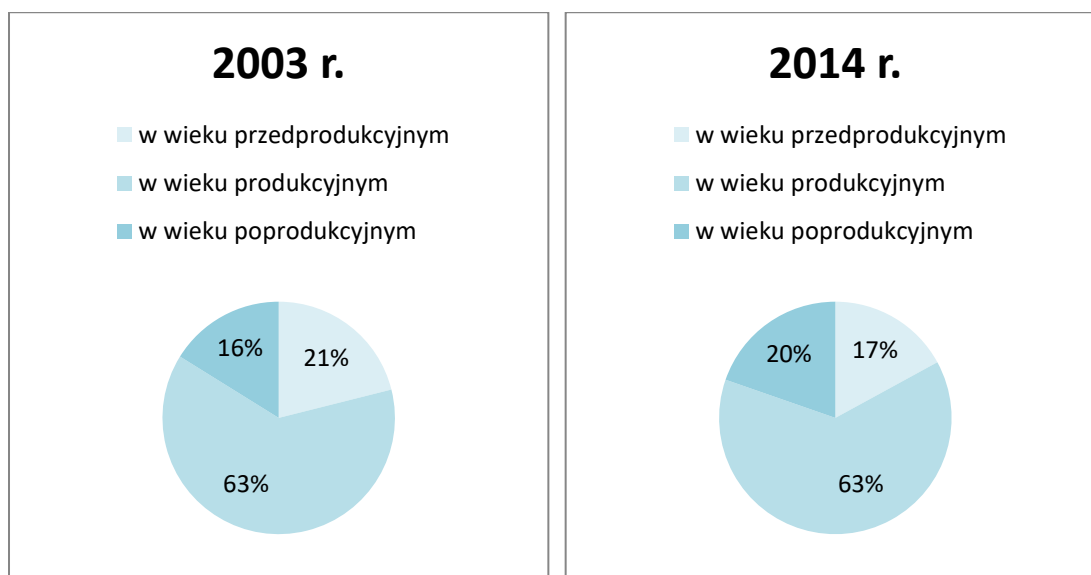 2003 r.
w wieku przedprodukcyjnym
w wieku produkcyjnym
w wieku poprodukcyjnym
16%
21%
63%
2014 r.
w wieku przedprodukcyjnym
w wieku produkcyjnym
w wieku poprodukcyjnym
20%
17%
63%